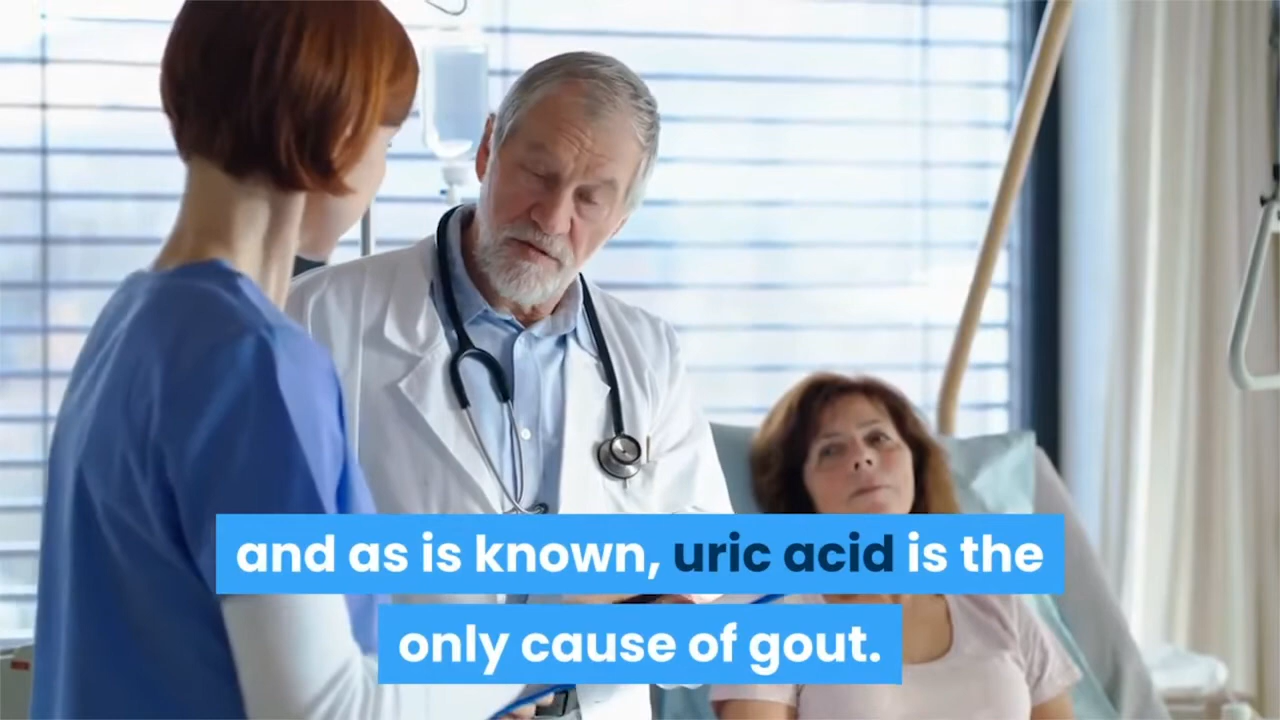 and as is known, uric acid is the
only cause of gout.